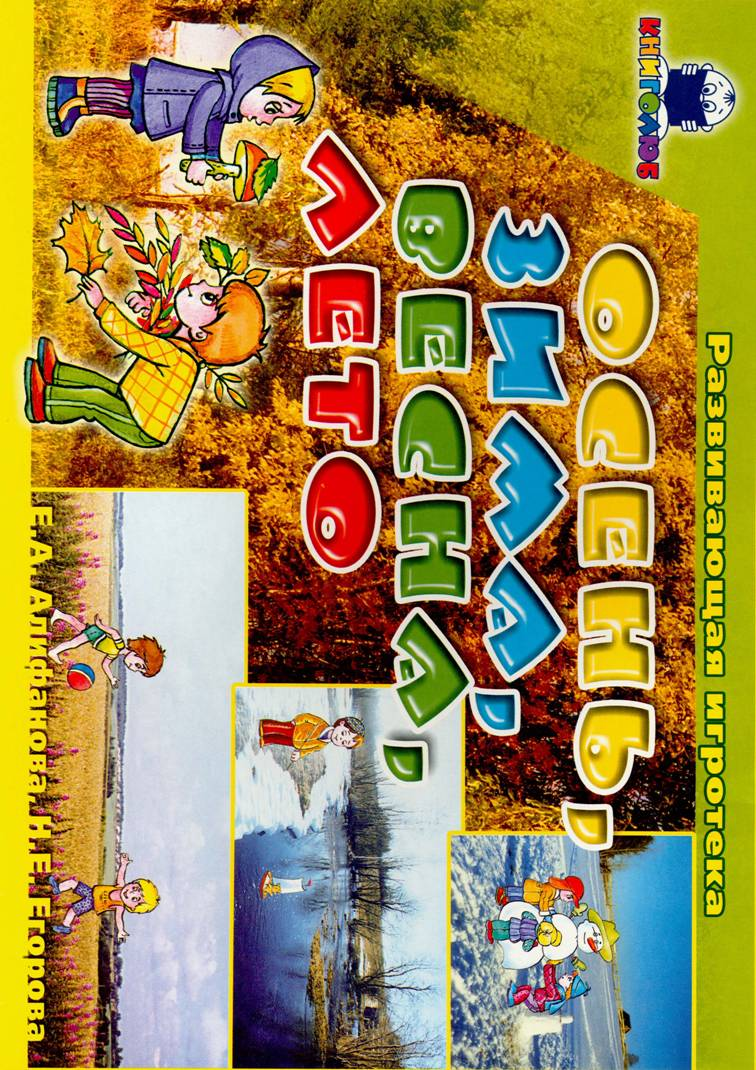 КНИГОЛЮБ
Развивающая игротека
ОСЕНЬ,
ЗИМА,
ВЕСНА,
ЛЕТО
Е.А. Алифанова, Н.Е. Егорова